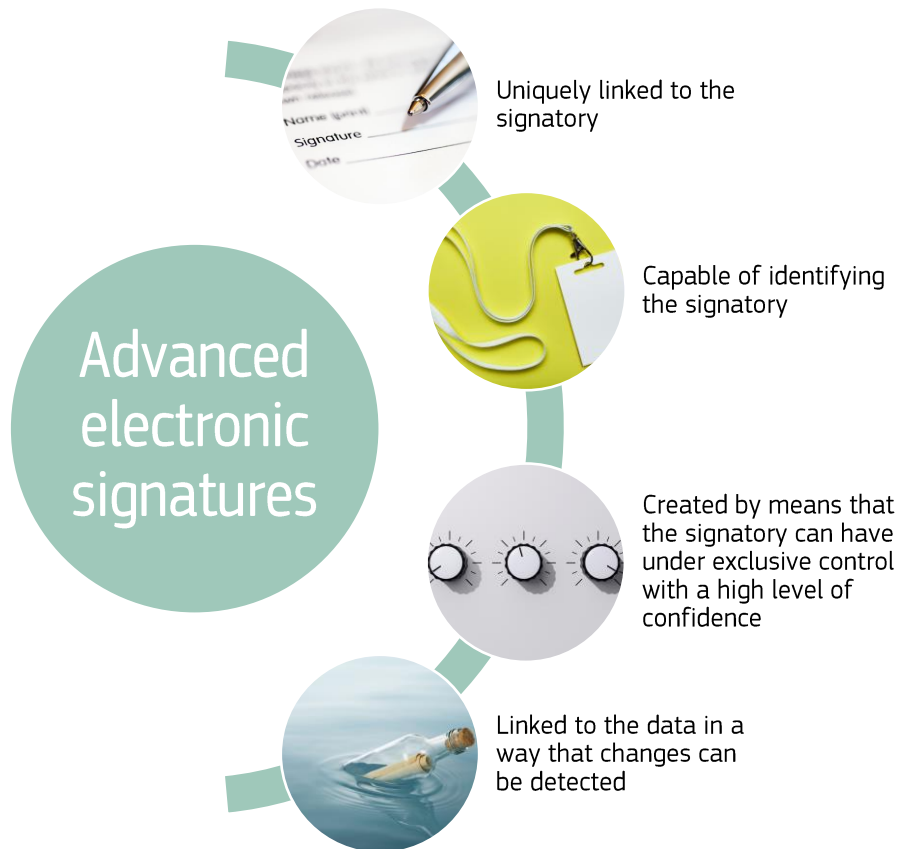 Advanced
electronic
signatures
Name (print)
Signature
Date
Uniquely linked to the
signatory
Capable of identifying
the signatory
Created by means that
the signatory can have
under exclusive control
with a high level of
confidence
Linked to the data in a
way that changes can
be detected